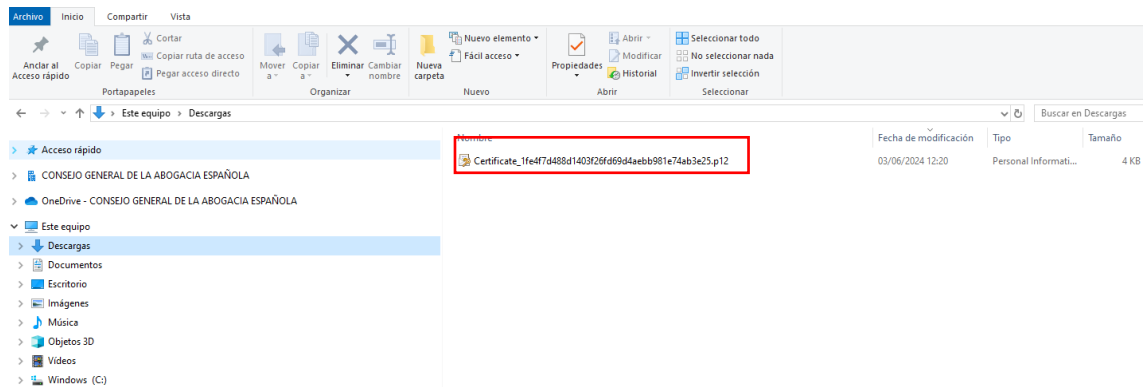 Archivo Inicio Compartir Vista
Anclar al Acceso rápido
Copiar
Pegar
Cortar
Copiar ruta de acceso
Pegar acceso directo
Portapapeles
Mover a
Copiar a
Eliminar
Cambiar nombre
Organizar
Nueva carpeta
Nuevo elemento
Fácil acceso
Nuevo
Propiedades
Abrir
Modificar
Historial
Abrir
Seleccionar todo
No seleccionar nada
Invertir selección
Seleccionar
Este equipo > Descargas
Buscar en Descargas
Nombre Fecha de modificación Tipo Tamaño
Certificate_1fe4f7d488d1403f26fd69d4aebb981e74ab3e25.p12 03/06/2024 12:20 Personal Informati... 4 KB
Acceso rápido
CONSEJO GENERAL DE LA ABOGACIA ESPAÑOLA
OneDrive - CONSEJO GENERAL DE LA ABOGACIA ESPAÑOLA
Este equipo
Descargas
Documentos
Escritorio
Imágenes
Música
Objetos 3D
Vídeos
Windows (C:)